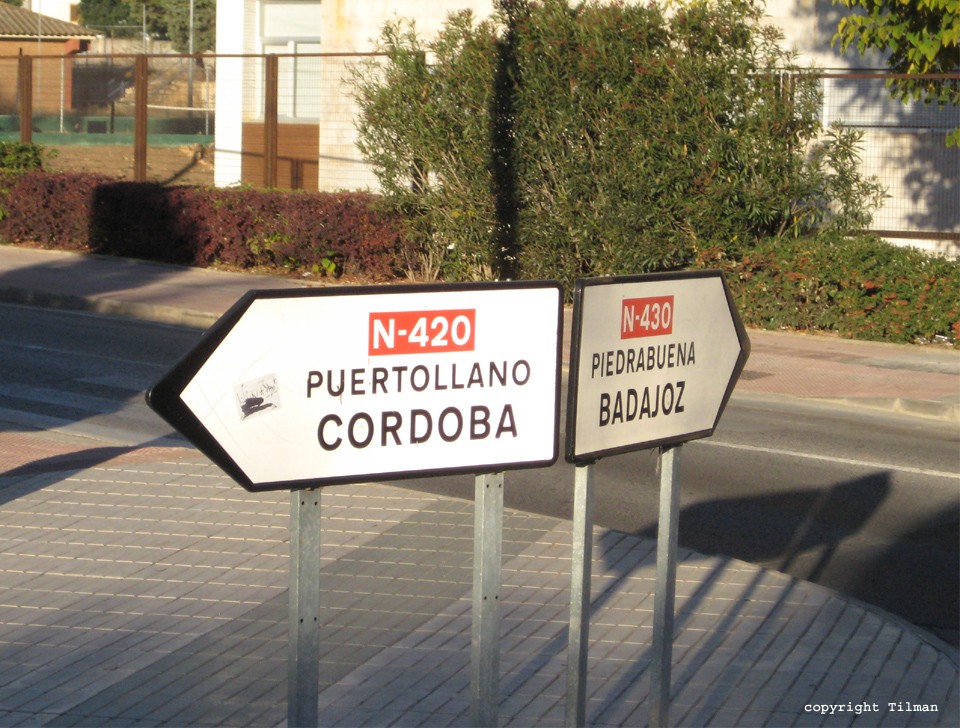 N-420
PUERTOLLANO
CORDOBA
N-430
PIEDRABUENA
BADAJOZ
copyright Tilman